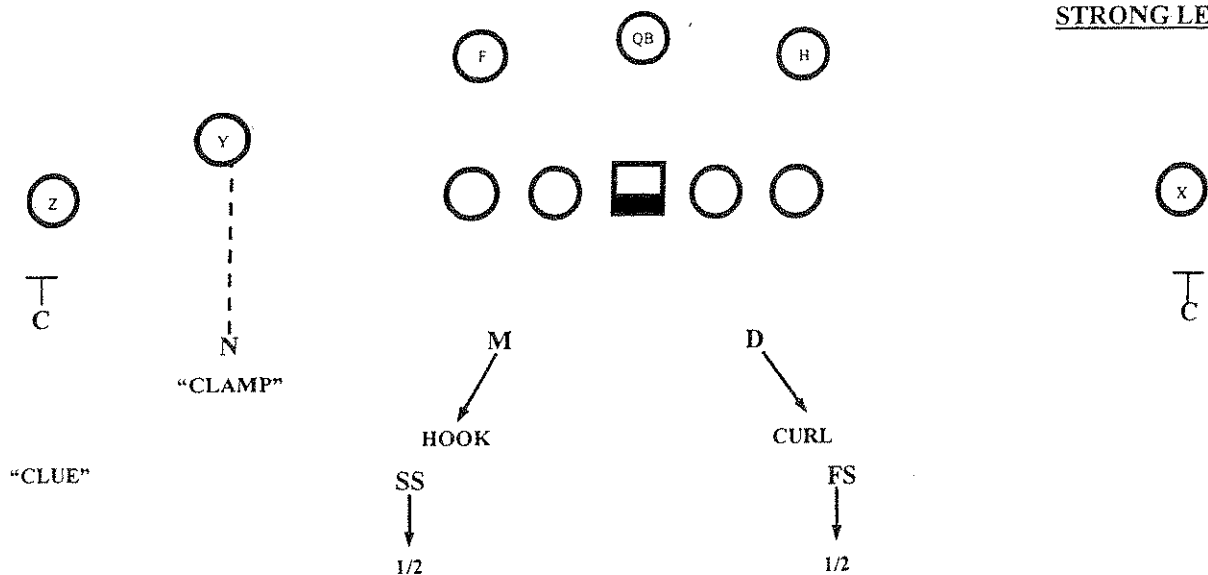 STRONG LE
F
QB
H
Y
Z
X
C
C
N
M
D
“CLAMP”
HOOK
CURL
“CLUE”
SS
FS
1/2
1/2